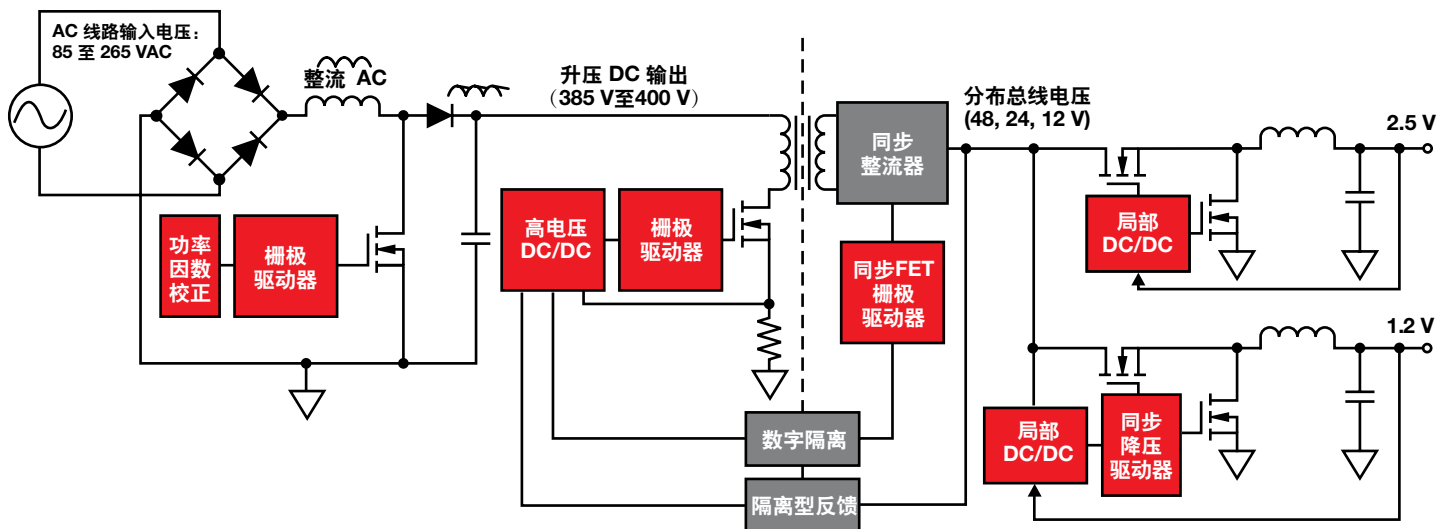 AC 线路输入电压：
85 至 265 VAC
整流 AC
升压 DC 输出
（385 V至400 V）
分布总线电压
(48, 24, 12 V)
2.5 V
同步
整流器
功率
因数
校正
栅极
驱动器
高电压
DC/DC
栅极
驱动器
同步FET
栅极
驱动器
局部
DC/DC
1.2 V
数字隔离
隔离型反馈
局部
DC/DC
同步
降压
驱动器